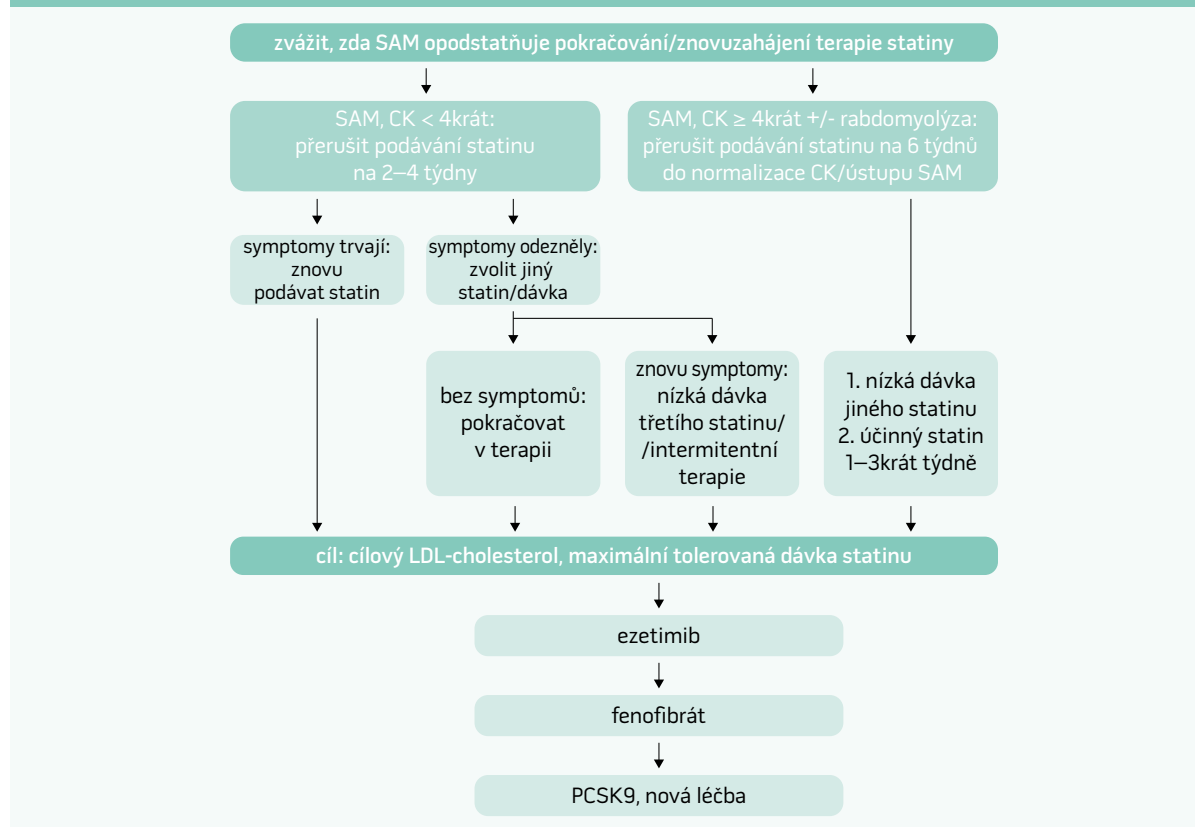 zvážit, zda SAM opodstatňuje pokračování/znovuzahájení terapie statiny
SAM, CK < 4krát:
přerušit podávání statinu
na 2–4 týdny
SAM, CK ≥ 4krát +/- rabdomyolýza:
přerušit podávání statinu na 6 týdnů
do normalizace CK/ústupu SAM
symptomy trvají:
znovu
podávat statin
symptomy odezněly:
zvolit jiný
statin/dávka
bez symptomů:
pokračovat
v terapii
znovu symptomy:
nízká dávka
třetího statinu/
/intermitentní
terapie
1. nízká dávka
jiného statinu
2. účinný statin
1–3krát týdně
cíl: cílový LDL-cholesterol, maximální tolerovaná dávka statinu
ezetimib
fenofibrát
PCSK9, nová léčba